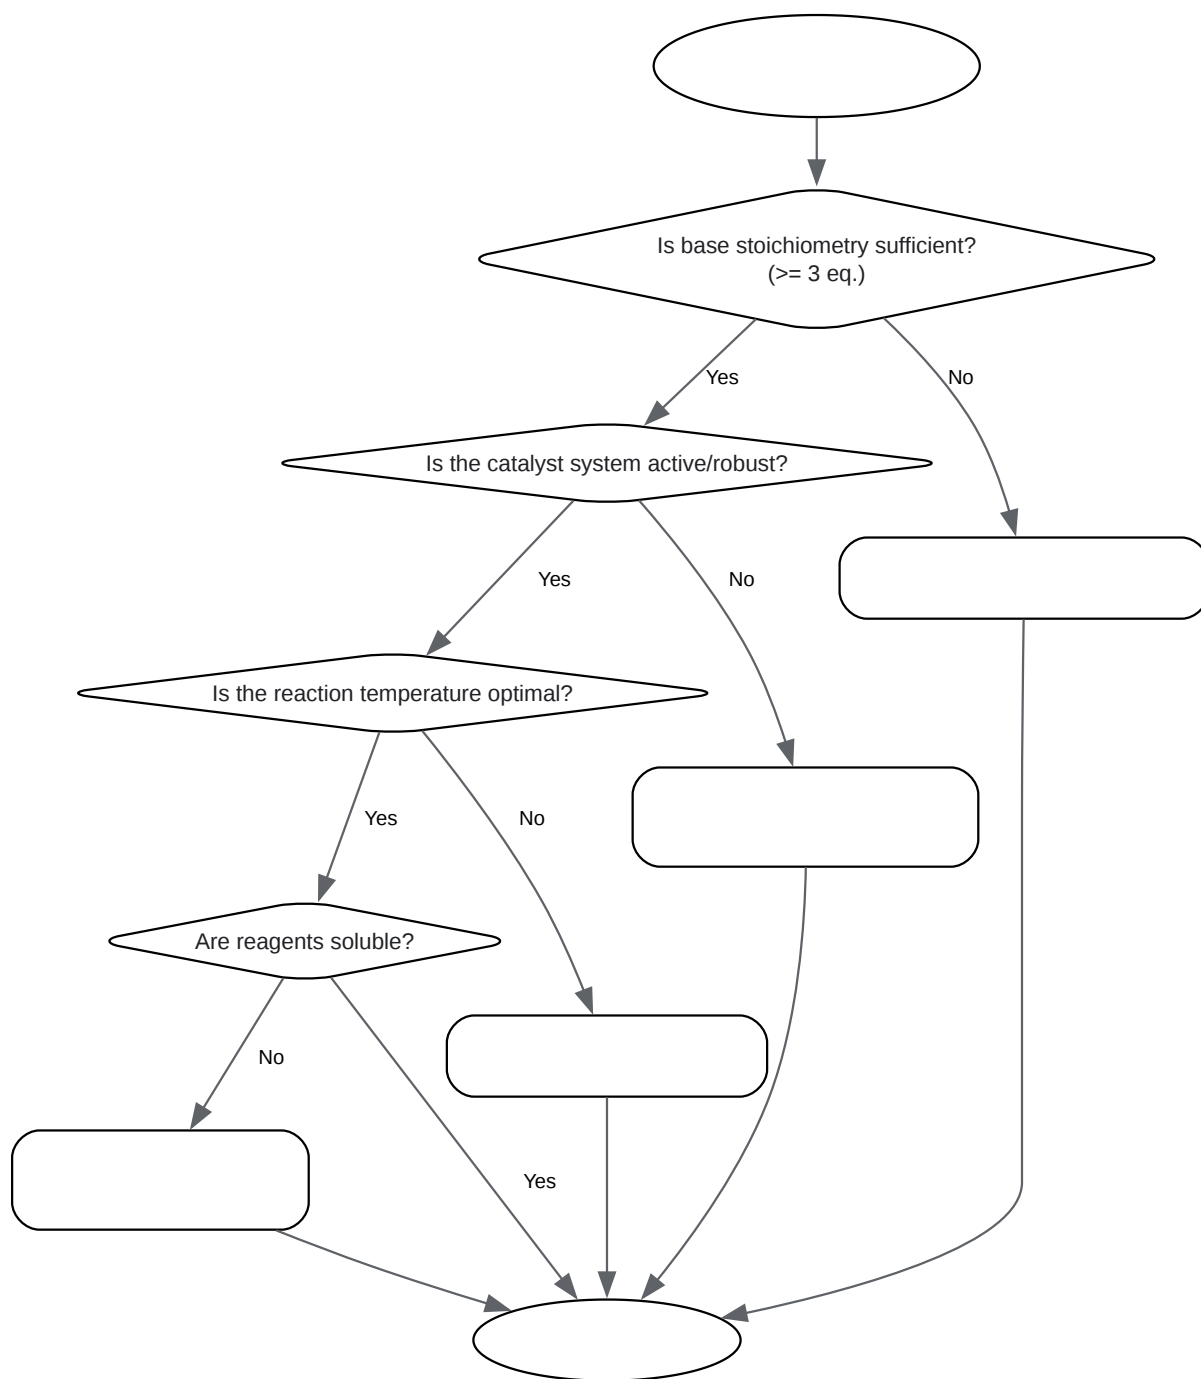 Is base stoichiometry sufficient?
(>= 3 eq.)
Yes
No
Is the catalyst system active/robust?
Yes
No
Is the reaction temperature optimal?
Yes
No
Are reagents soluble?
No
Yes